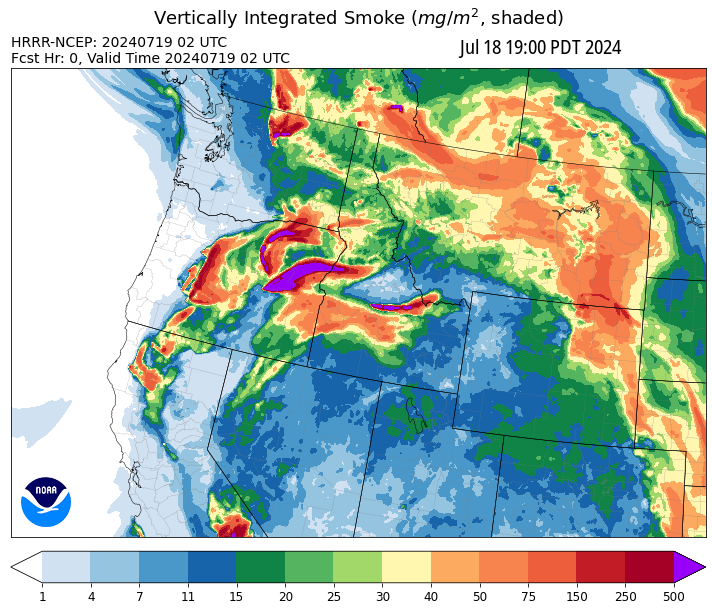 Vertically Integrated Smoke (mg/m², shaded)
HRRR-NCEP: 20240719 02 UTC
Fcst Hr: 0, Valid Time 20240719 02 UTC
Jul 18 19:00 PDT 2024
NOAA
1 4 7 11 15 20 25 30 40 50 75 150 250 500